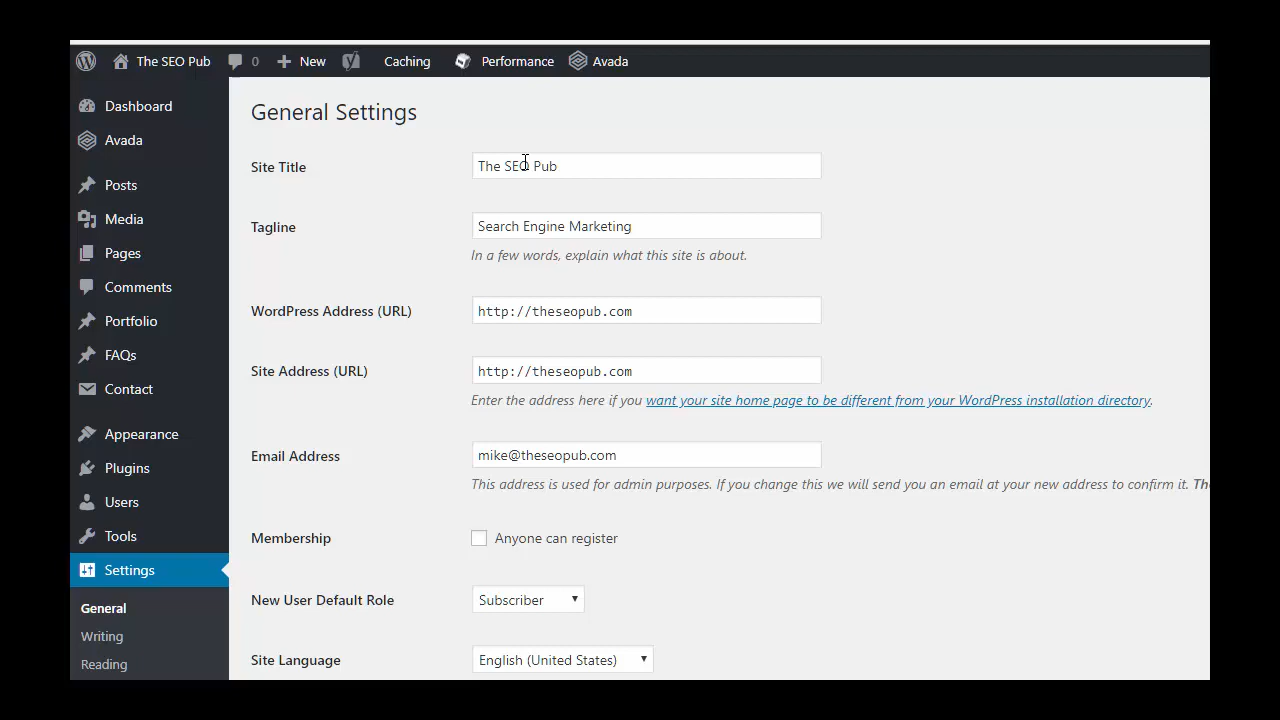 The SEO Pub 0 New Caching Performance Avada
Dashboard
Avada
Posts
Media
Pages
Comments
Portfolio
FAQs
Contact
Appearance
Plugins
Users
Tools
Settings
General
Writing
Reading
General Settings
Site Title The SEO Pub
Tagline Search Engine Marketing
In a few words, explain what this site is about.
WordPress Address (URL) http://theseopub.com
Site Address (URL) http://theseopub.com
Enter the address here if you want your site home page to be different from your WordPress installation directory.
Email Address mike@theseopub.com
This address is used for admin purposes. If you change this we will send you an email at your new address to confirm it. Th
Membership Anyone can register
New User Default Role Subscriber
Site Language English (United States)